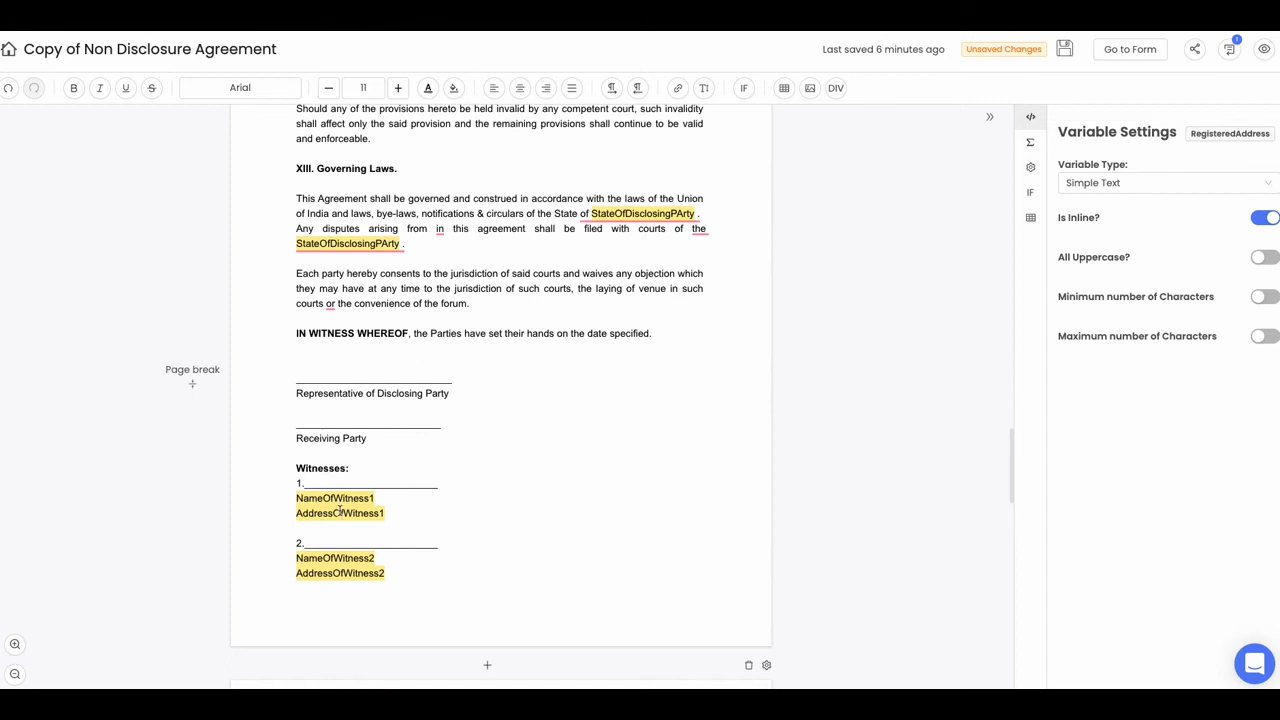 Copy of Non Disclosure Agreement
Last saved 6 minutes ago
Unsaved Changes
Go to Form
1
B I U S
Arial
11
A
IF
DIV
Should any of the provisions hereto be held invalid by any competent court, such invalidity
shall affect only the said provision and the remaining provisions shall continue to be valid
and enforceable.
XIII. Governing Laws.
This Agreement shall be governed and construed in accordance with the laws of the Union
of India and laws, bye-laws, notifications & circulars of the State of StateOfDisclosingPArty .
Any disputes arising from in this agreement shall be filed with courts of the
StateOfDisclosingPArty .
Each party hereby consents to the jurisdiction of said courts and waives any objection which
they may have at any time to the jurisdiction of such courts, the laying of venue in such
courts or the convenience of the forum.
IN WITNESS WHEREOF, the Parties have set their hands on the date specified.
Page break
Representative of Disclosing Party
Receiving Party
Witnesses:
1.
NameOfWitness1
AddressOfWitness1
2.
NameOfWitness2
AddressOfWitness2
IF
Variable Settings
RegisteredAddress
Variable Type:
Simple Text
Is Inline?
All Uppercase?
Minimum number of Characters
Maximum number of Characters